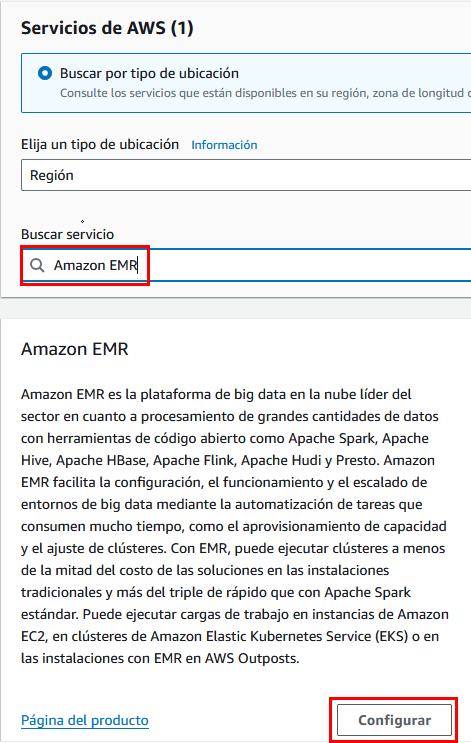 Servicios de AWS (1)
Buscar por tipo de ubicación
Consulte los servicios que están disponibles en su región, zona de longitud
Elija un tipo de ubicación Información
Región
Buscar servicio
Amazon EMR
Amazon EMR
Amazon EMR es la plataforma de big data en la nube líder del
sector en cuanto a procesamiento de grandes cantidades de datos
con herramientas de código abierto como Apache Spark, Apache
Hive, Apache HBase, Apache Flink, Apache Hudi y Presto. Amazon
EMR facilita la configuración, el funcionamiento y el escalado de
entornos de big data mediante la automatización de tareas que
consumen mucho tiempo, como el aprovisionamiento de capacidad
y el ajuste de clústeres. Con EMR, puede ejecutar clústeres a menos
de la mitad del costo de las soluciones en las instalaciones
tradicionales y más del triple de rápido que con Apache Spark
estándar. Puede ejecutar cargas de trabajo en instancias de Amazon
EC2, en clústeres de Amazon Elastic Kubernetes Service (EKS) o en
las instalaciones con EMR en AWS Outposts.
Página del producto Configurar